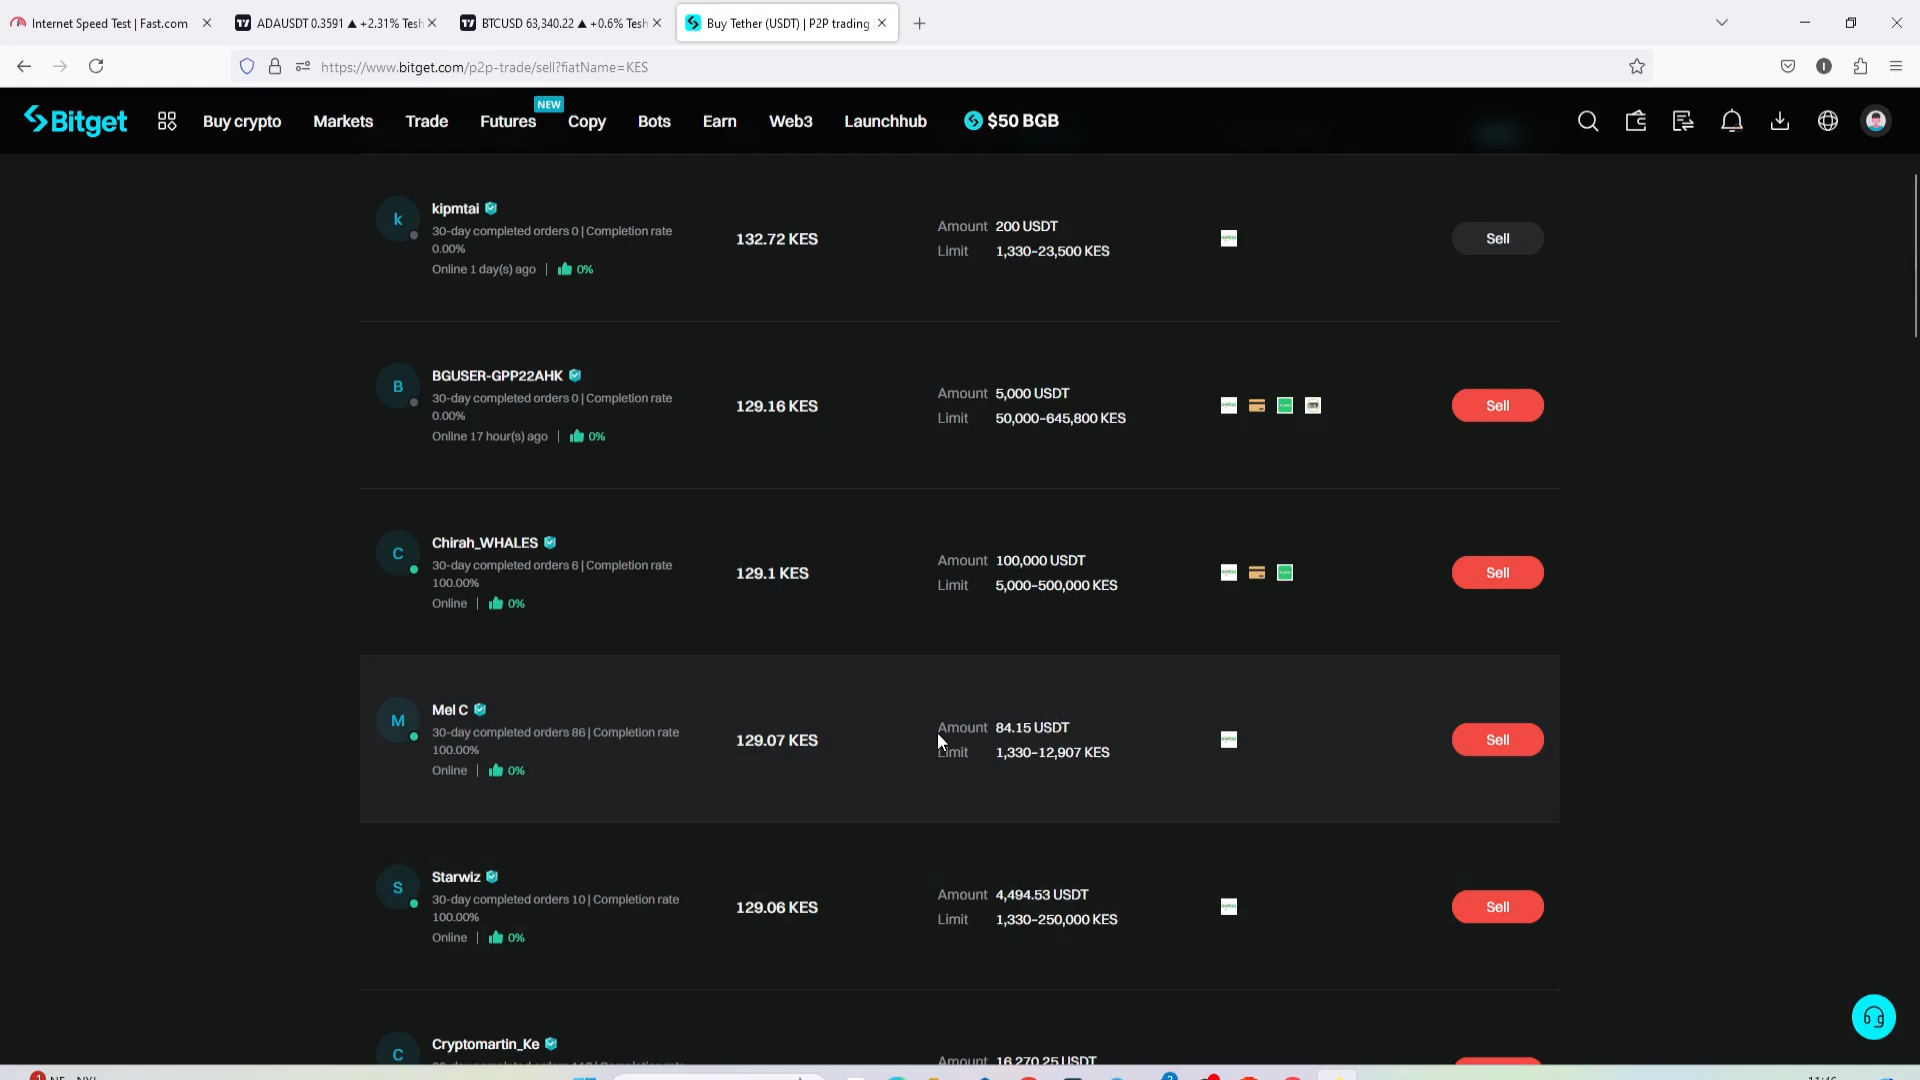 Internet Speed Test | Fast.com
ADAUSDT 0.3591 ▲ +2.31% Tesh
BTCUSD 63,340.22 ▲ +0.6% Tesh
Buy Tether (USDT) | P2P trading
https://www.bitget.com/p2p-trade/sell?fiatName=KES
Bitget
Buy crypto
Markets
Trade
Futures
NEW
Copy
Bots
Earn
Web3
Launchhub
$50 BGB
k
kipmtai
30-day completed orders 0 | Completion rate
0.00%
Online 1 day(s) ago | 0%
132.72 KES
Amount 200 USDT
Limit 1,330–23,500 KES
Sell
B
BGUSER-GPP22AHK
30-day completed orders 0 | Completion rate
0.00%
Online 17 hour(s) ago | 0%
129.16 KES
Amount 5,000 USDT
Limit 50,000–645,800 KES
Sell
C
Chirah_WHALES
30-day completed orders 6 | Completion rate
100.00%
Online | 0%
129.1 KES
Amount 100,000 USDT
Limit 5,000–500,000 KES
Sell
M
Mel C
30-day completed orders 86 | Completion rate
100.00%
Online | 0%
129.07 KES
Amount 84.15 USDT
Limit 1,330–12,907 KES
Sell
S
Starwiz
30-day completed orders 10 | Completion rate
100.00%
Online | 0%
129.06 KES
Amount 4,494.53 USDT
Limit 1,330–250,000 KES
Sell
C
Cryptomartin_Ke
Amount 16,270.25 USDT